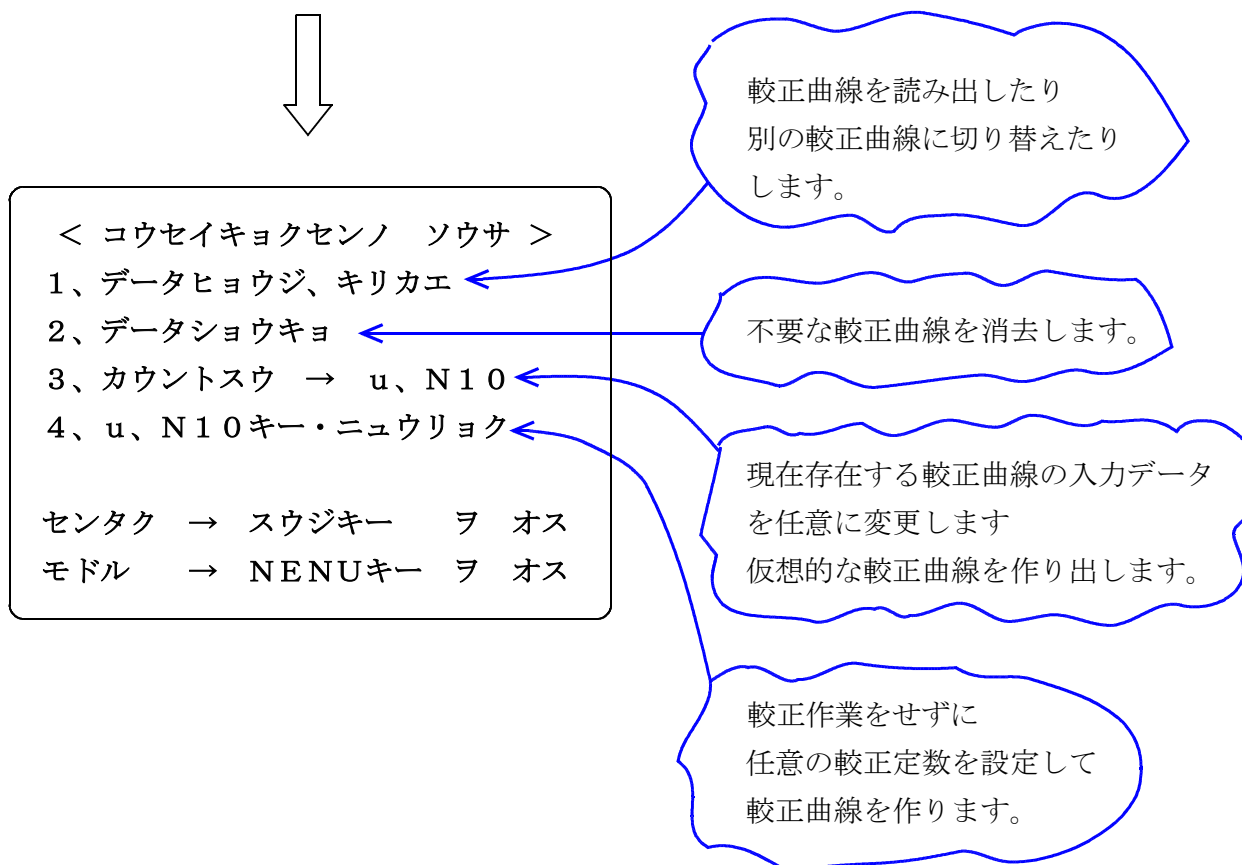 ＜ コウセイキョクセンノ　ソウサ ＞
１、データヒョウジ、キリカエ
２、データショウキョ
３、カウントスウ　→　ｕ、Ｎ１０
４、ｕ、Ｎ１０キー・ニュウリョク
センタク　→　スウジキー　ヲ　オス
モドル　　→　ＮＥＮＵキー　ヲ　オス
較正曲線を読み出したり
別の較正曲線に切り替えたり
します。
不要な較正曲線を消去します。
現在存在する較正曲線の入力データ
を任意に変更します
仮想的な較正曲線を作り出します。
較正作業をせずに
任意の較正定数を設定して
較正曲線を作ります。